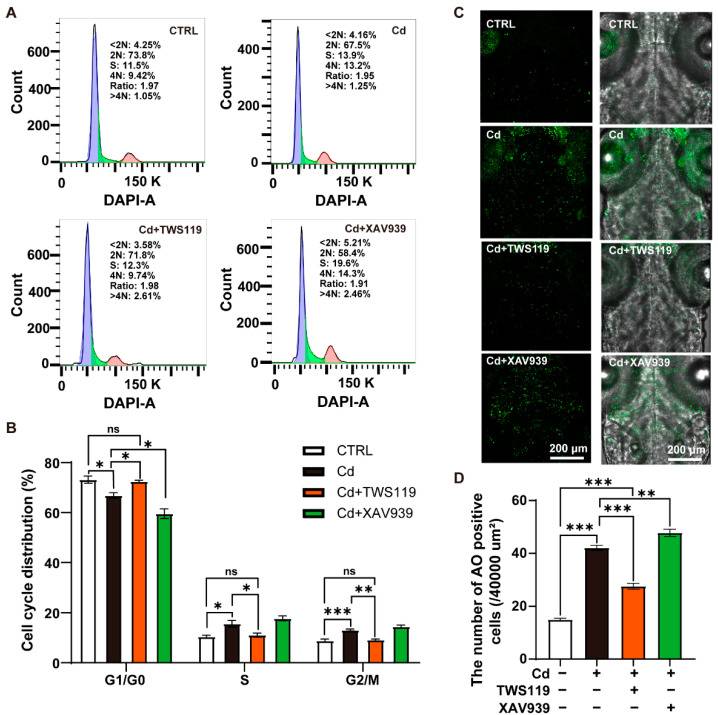 A
CTRL
<2N: 4.25%
2N: 73.8%
S: 11.5%
4N: 9.42%
Ratio: 1.97
>4N: 1.05%
Count
600
400
200
0
0
150 K
DAPI-A
Cd
<2N: 4.16%
2N: 67.5%
S: 13.9%
4N: 13.2%
Ratio: 1.95
>4N: 1.25%
Count
400
200
0
0
150 K
DAPI-A
Cd+TWS119
<2N: 3.58%
2N: 71.8%
S: 12.3%
4N: 9.74%
Ratio: 1.98
>4N: 2.61%
Count
800
600
400
200
0
0
150 K
DAPI-A
Cd+XAV939
<2N: 5.21%
2N: 58.4%
S: 19.6%
4N: 14.3%
Ratio: 1.91
>4N: 2.46%
Count
800
600
400
200
0
0
150 K
DAPI-A
B
Cell cycle distribution (%)
80
60
40
20
0
ns
*
*
*
ns
*
*
ns
***
**
G1/G0
S
G2/M
CTRL
Cd
Cd+TWS119
Cd+XAV939
C
CTRL
CTRL
Cd
Cd
Cd+TWS119
Cd+TWS119
Cd+XAV939
Cd+XAV939
200 μm
200 μm
D
The number of AO positive
cells (/40000 um²)
60
40
20
0
***
***
**
***
Cd − + + +
TWS119 − − + −
XAV939 − − − +